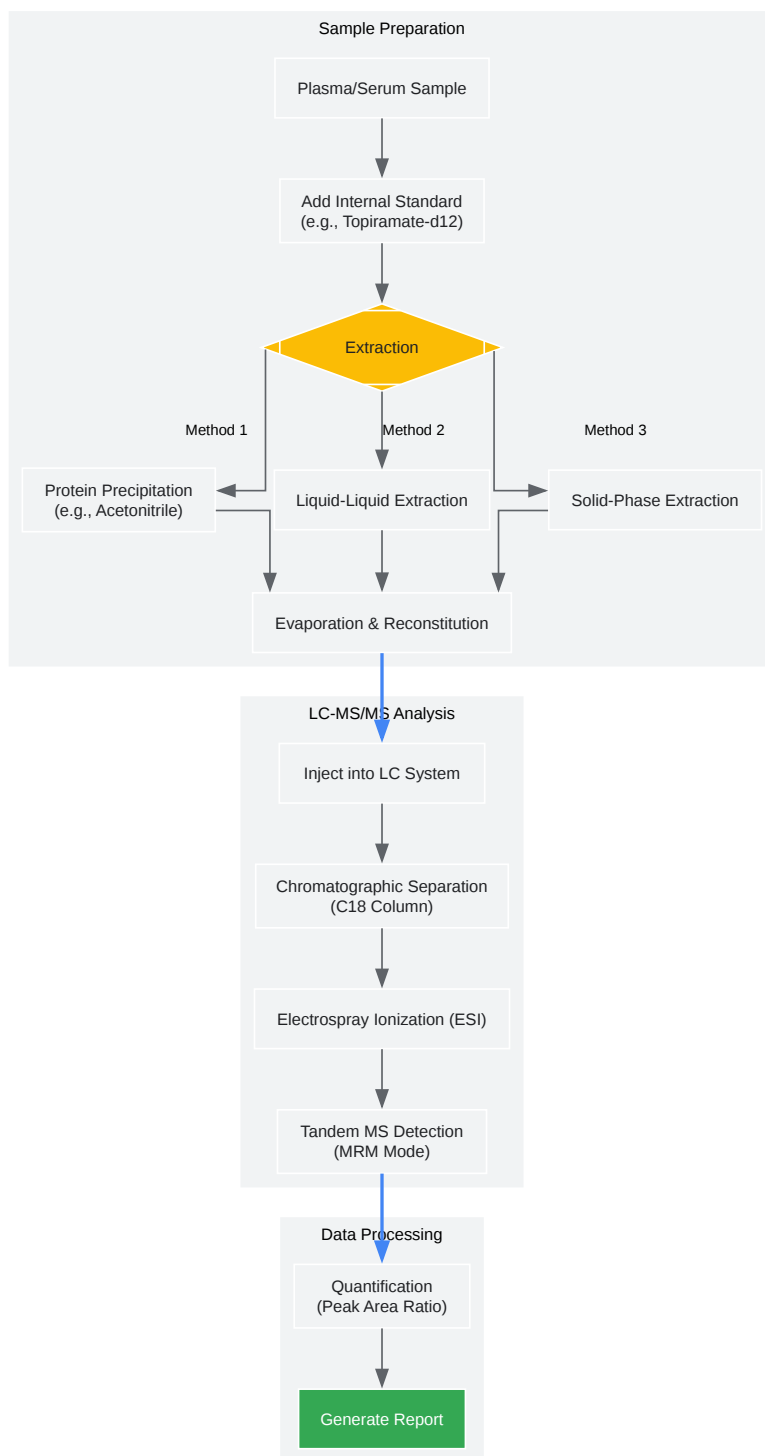 Sample Preparation
Plasma/Serum Sample
Add Internal Standard
(e.g., Topiramate-d12)
Extraction
Method 1
Method 2
Method 3
Protein Precipitation
(e.g., Acetonitrile)
Liquid-Liquid Extraction
Solid-Phase Extraction
Evaporation & Reconstitution
LC-MS/MS Analysis
Inject into LC System
Chromatographic Separation
(C18 Column)
Electrospray Ionization (ESI)
Tandem MS Detection
(MRM Mode)
Data Processing
Quantification
(Peak Area Ratio)
Generate Report